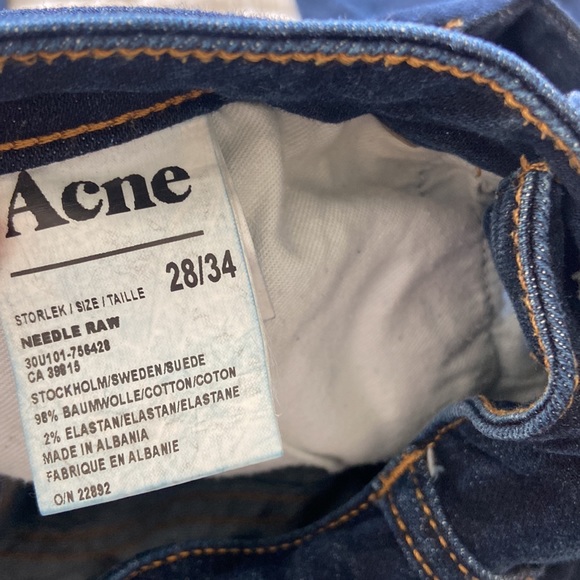 Acne
STORLEK / SIZE / TAILLE 28/34
NEEDLE RAW
30U101-756428
CA 39815
STOCKHOLM/SWEDEN/SUEDE
98% BAUMWOLLE/COTTON/COTON
2% ELASTAN/ELASTAN/ELASTANE
MADE IN ALBANIA
FABRIQUE EN ALBANIE
O/N 22892